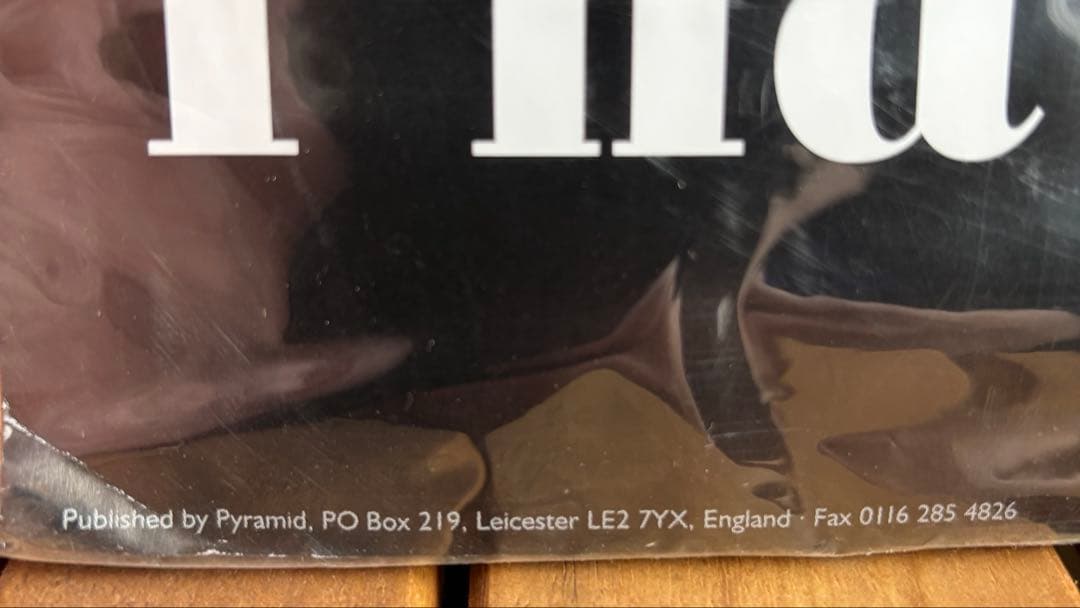 Published by Pyramid, PO Box 219, Leicester LE2 7YX, England · Fax 0116 285 4826